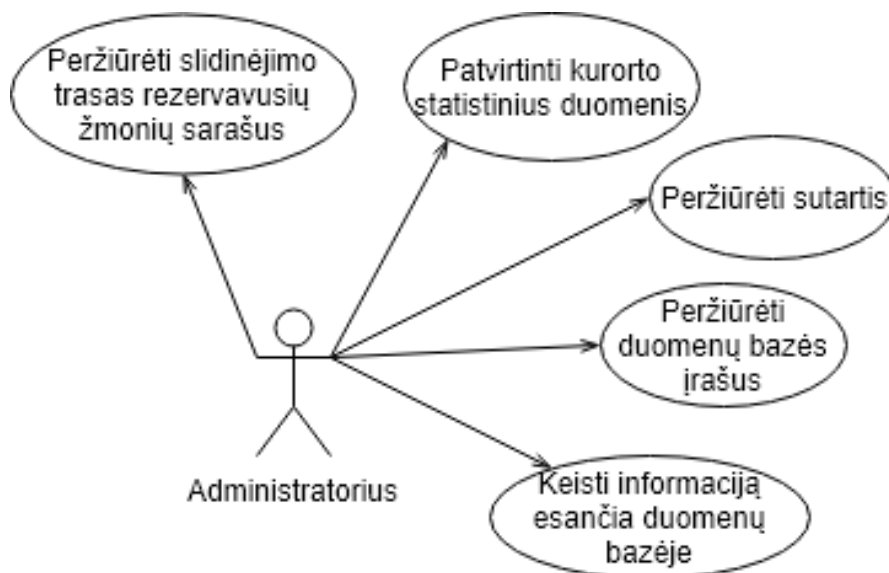 Peržiūrėti slidinėjimo
trasas rezervavusių
žmonių sarašus
Patvirtinti kurorto
statistinius duomenis
Peržiūrėti sutartis
Peržiūrėti
duomenų bazės
įrašus
Administratorius
Keisti informaciją
esančia duomenų
bazėje